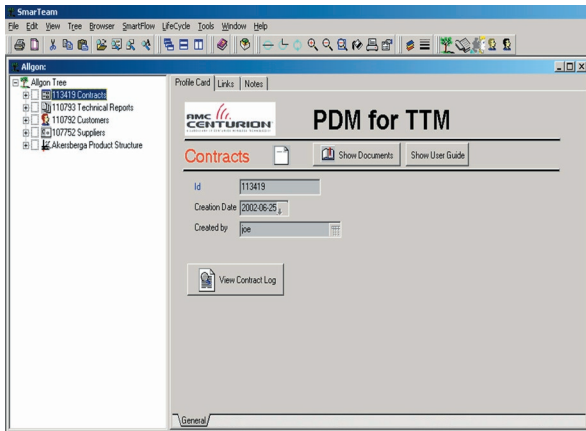 SmarTeam
File Edit View Tree Browser SmartFlow LifeCycle Tools Window Help
Allgon:
Allgon Tree
113419 Contracts
110793 Technical Reports
110792 Customers
107752 Suppliers
Akersberga Product Structure
Profile Card Links Notes
AMC
CENTURION
PDM for TTM
Contracts
Show Documents
Show User Guide
Id 113419
Creation Date 2002-06-25
Created by joe
View Contract Log
General